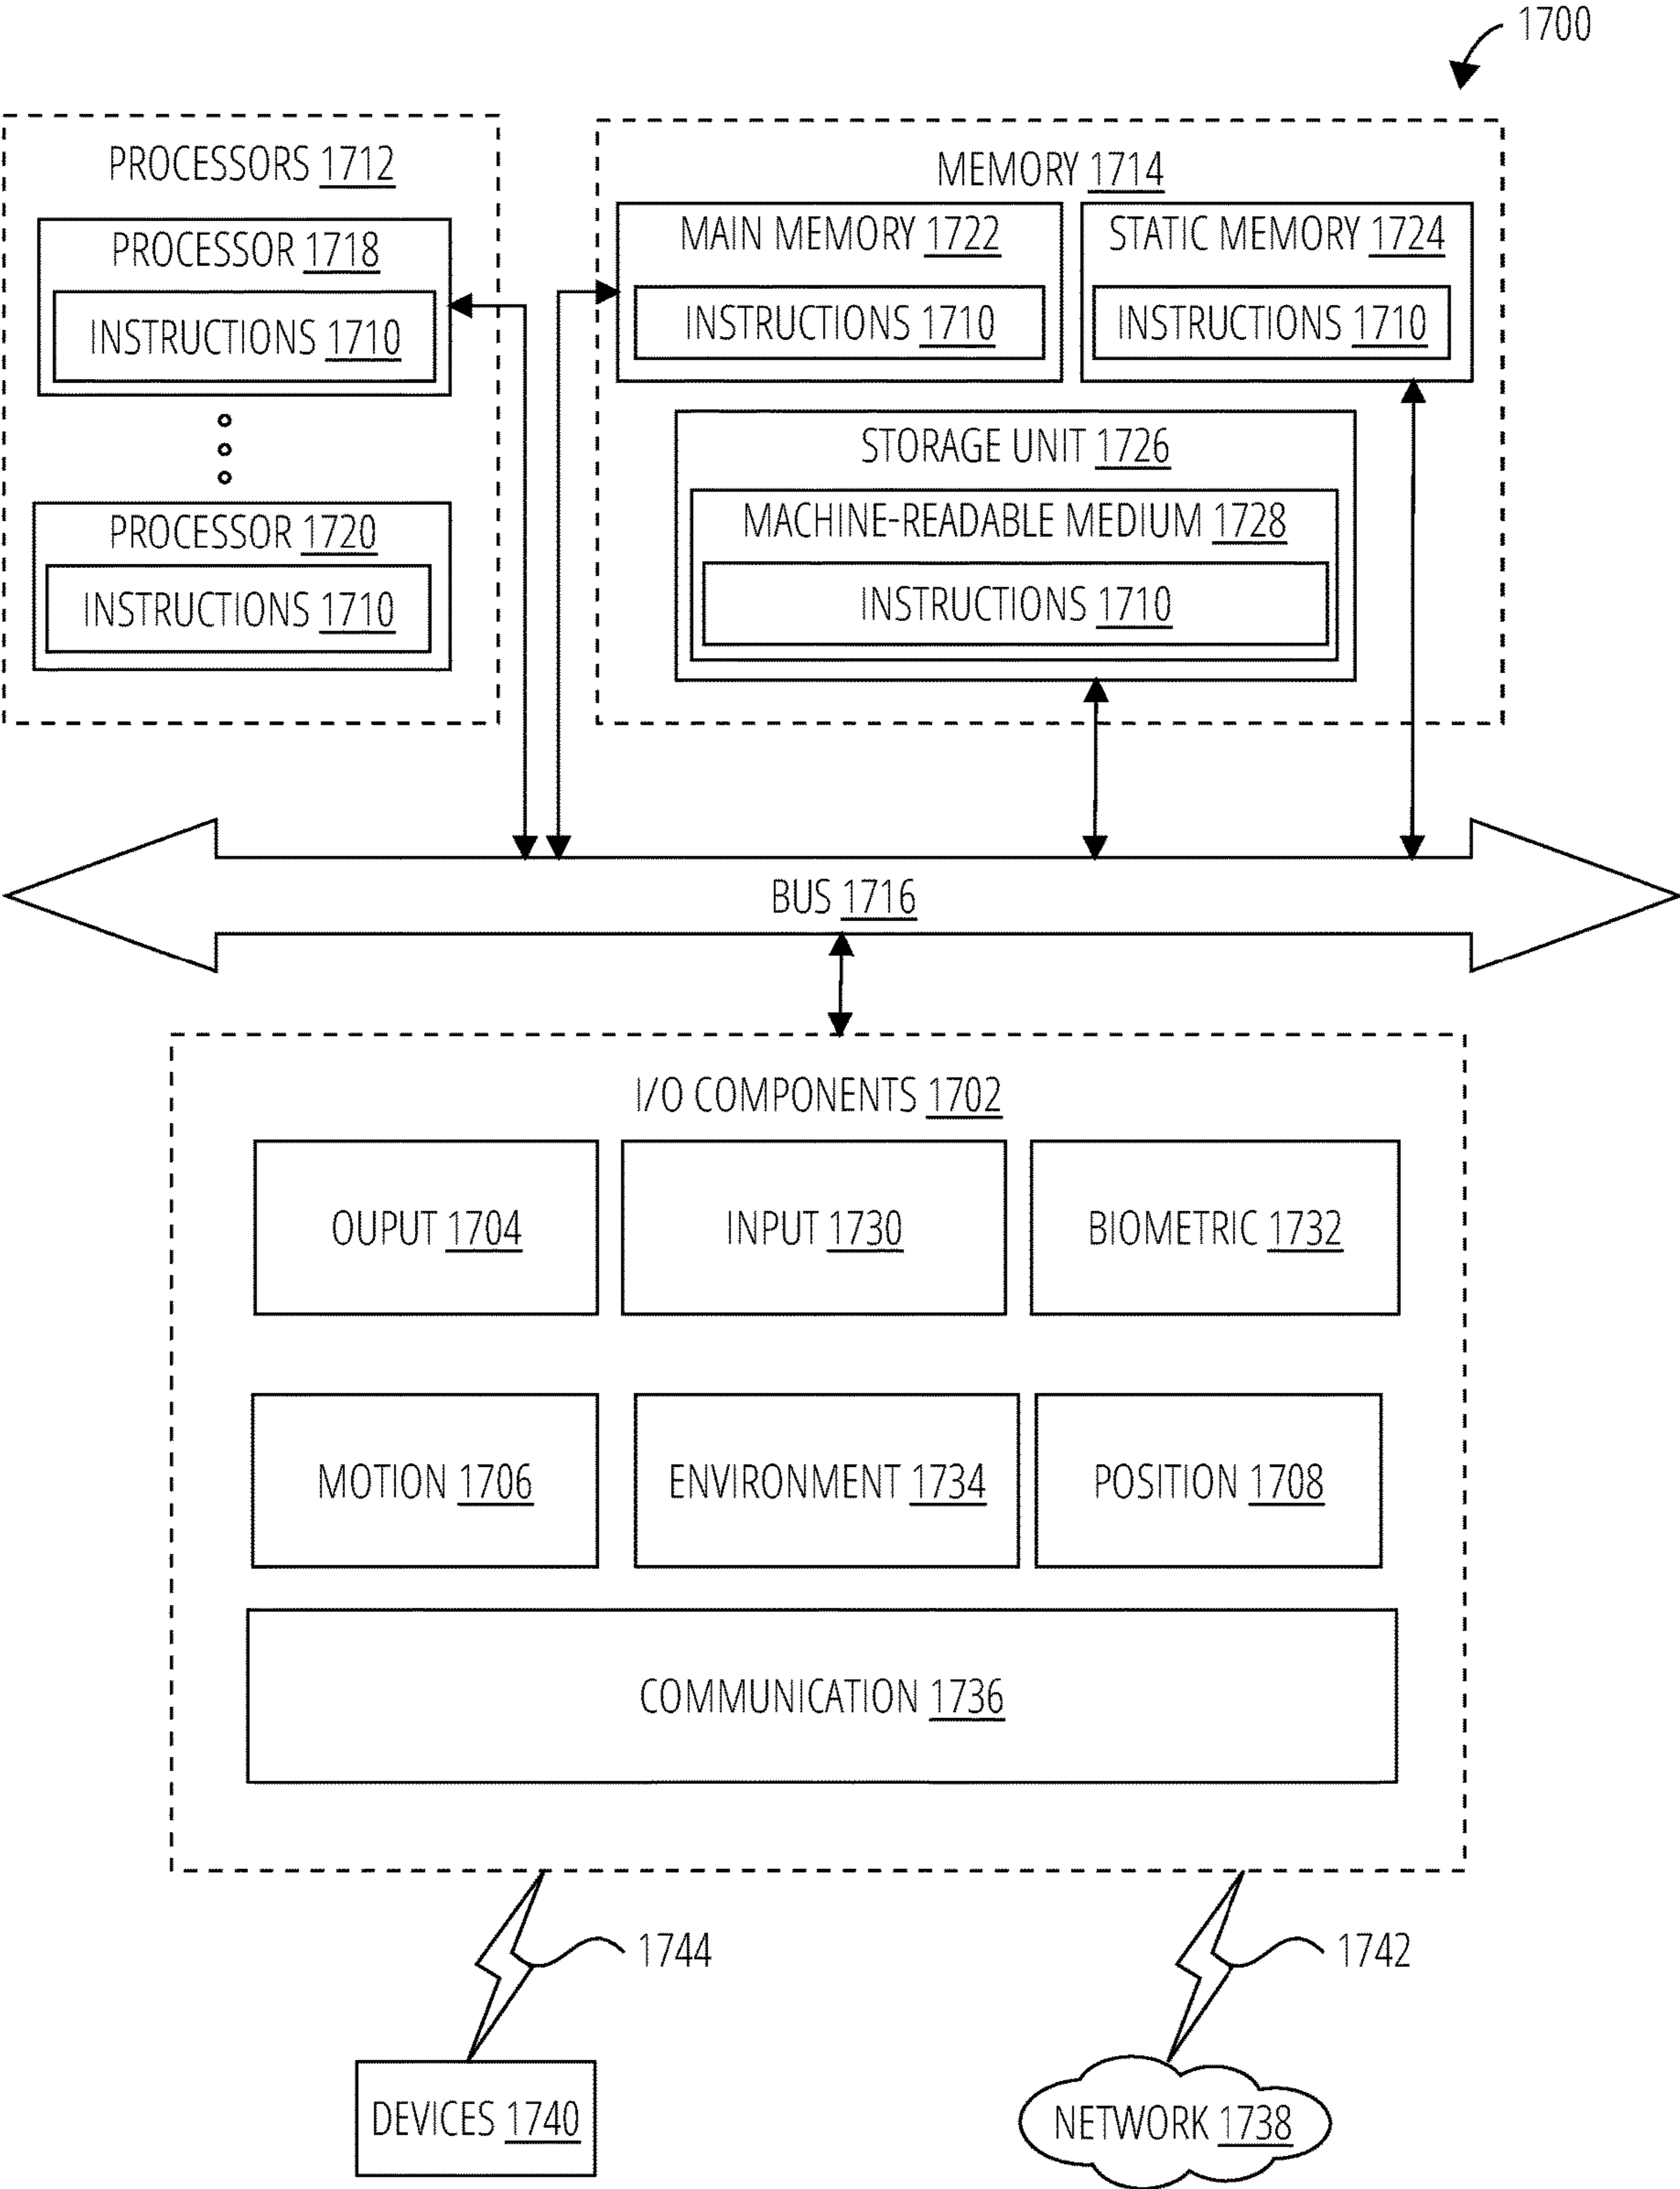 1700
PROCESSORS 1712
PROCESSOR 1718
INSTRUCTIONS 1710
PROCESSOR 1720
INSTRUCTIONS 1710
MEMORY 1714
MAIN MEMORY 1722
INSTRUCTIONS 1710
STATIC MEMORY 1724
INSTRUCTIONS 1710
STORAGE UNIT 1726
MACHINE-READABLE MEDIUM 1728
INSTRUCTIONS 1710
BUS 1716
I/O COMPONENTS 1702
OUPUT 1704
INPUT 1730
BIOMETRIC 1732
MOTION 1706
ENVIRONMENT 1734
POSITION 1708
COMMUNICATION 1736
1744
1742
DEVICES 1740
NETWORK 1738